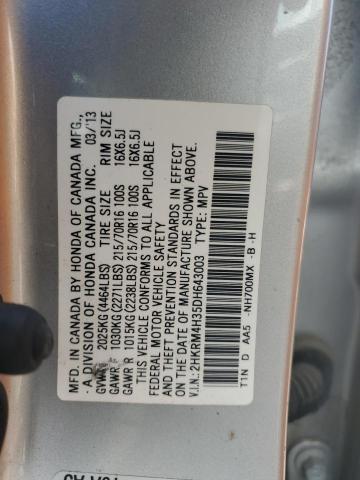 MFD. IN CANADA BY HONDA OF CANADA MFG.,
A DIVISION OF HONDA CANADA INC. 03/13
GVWR 2025KG (4464LBS) TIRE SIZE RIM SIZE
GAWR F 1030KG (2271LBS) 215/70R16 100S 16X6.5J
GAWR R 1015KG (2238LBS) 215/70R16 100S 16X6.5J
THIS VEHICLE CONFORMS TO ALL APPLICABLE
FEDERAL MOTOR VEHICLE SAFETY
AND THEFT PREVENTION STANDARDS IN EFFECT
ON THE DATE OF MANUFACTURE SHOWN ABOVE.
V.I.N.: 2HKRM4H35DH643003 TYPE: MPV
T1N D AA5 -NH700MX -B -H